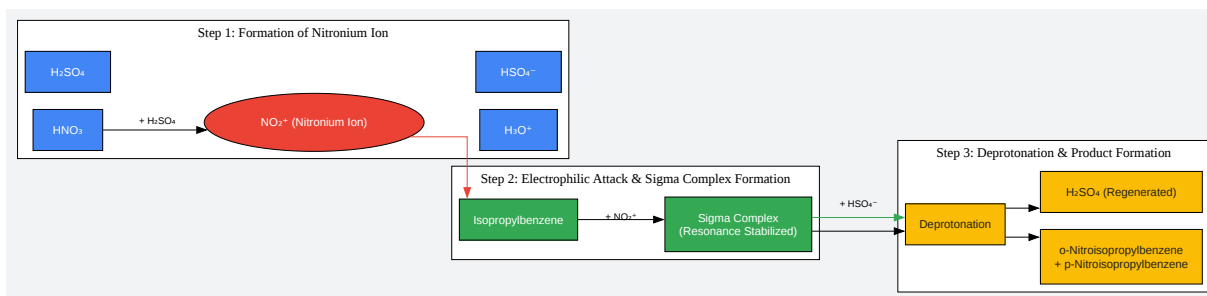 Step 1: Formation of Nitronium Ion
H₂SO₄
HSO₄⁻
HNO₃
+ H₂SO₄
NO₂⁺ (Nitronium Ion)
H₃O⁺
Step 2: Electrophilic Attack & Sigma Complex Formation
Isopropylbenzene
+ NO₂⁺
Sigma Complex
(Resonance Stabilized)
+ HSO₄⁻
Step 3: Deprotonation & Product Formation
Deprotonation
H₂SO₄ (Regenerated)
o-Nitroisopropylbenzene
+ p-Nitroisopropylbenzene